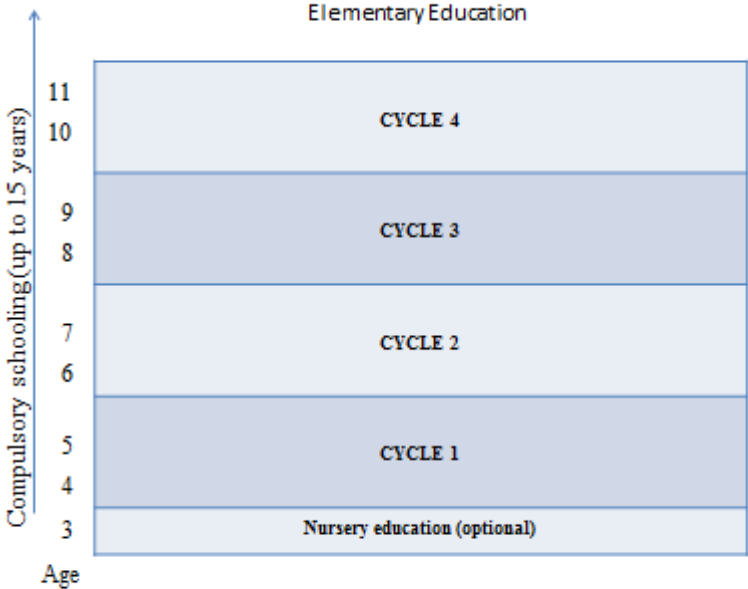 Elementary Education
Compulsory schooling(up to 15 years)
11
10
CYCLE 4
9
8
CYCLE 3
7
6
CYCLE 2
5
4
CYCLE 1
3
Nursery education (optional)
Age